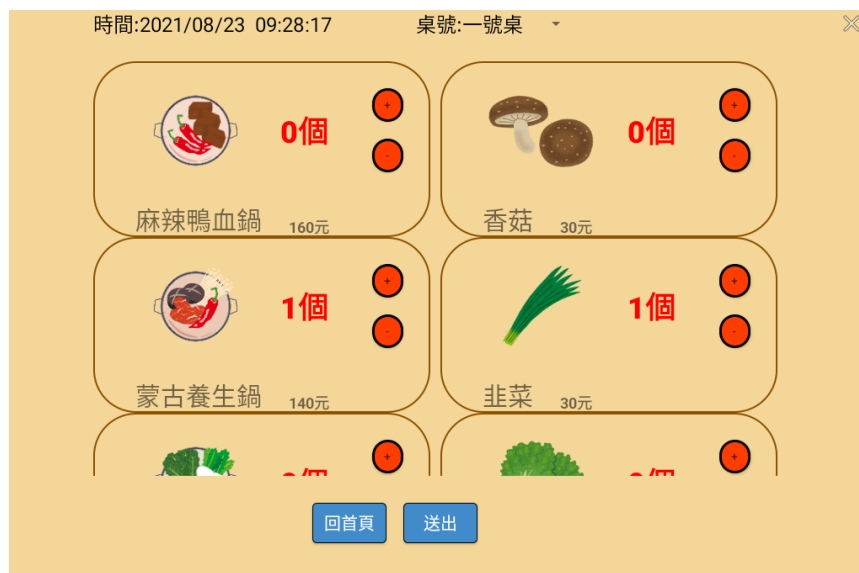 時間:2021/08/23 09:28:17 桌號:一號桌
0個 +
-
麻辣鴨血鍋 160元
0個 +
-
香菇 30元
1個 +
-
蒙古養生鍋 140元
1個 +
-
韭菜 30元
+
+
回首頁 送出